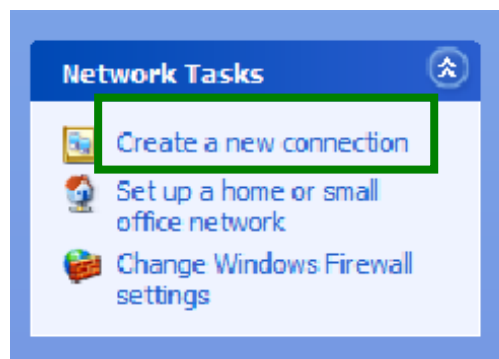 Network Tasks
Create a new connection
Set up a home or small
office network
Change Windows Firewall
settings